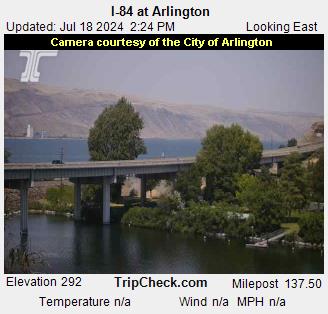 I-84 at Arlington
Updated: Jul 18 2024 2:24 PM Looking East
Camera courtesy of the City of Arlington
Elevation 292 TripCheck.com Milepost 137.50
Temperature n/a Wind n/a MPH n/a